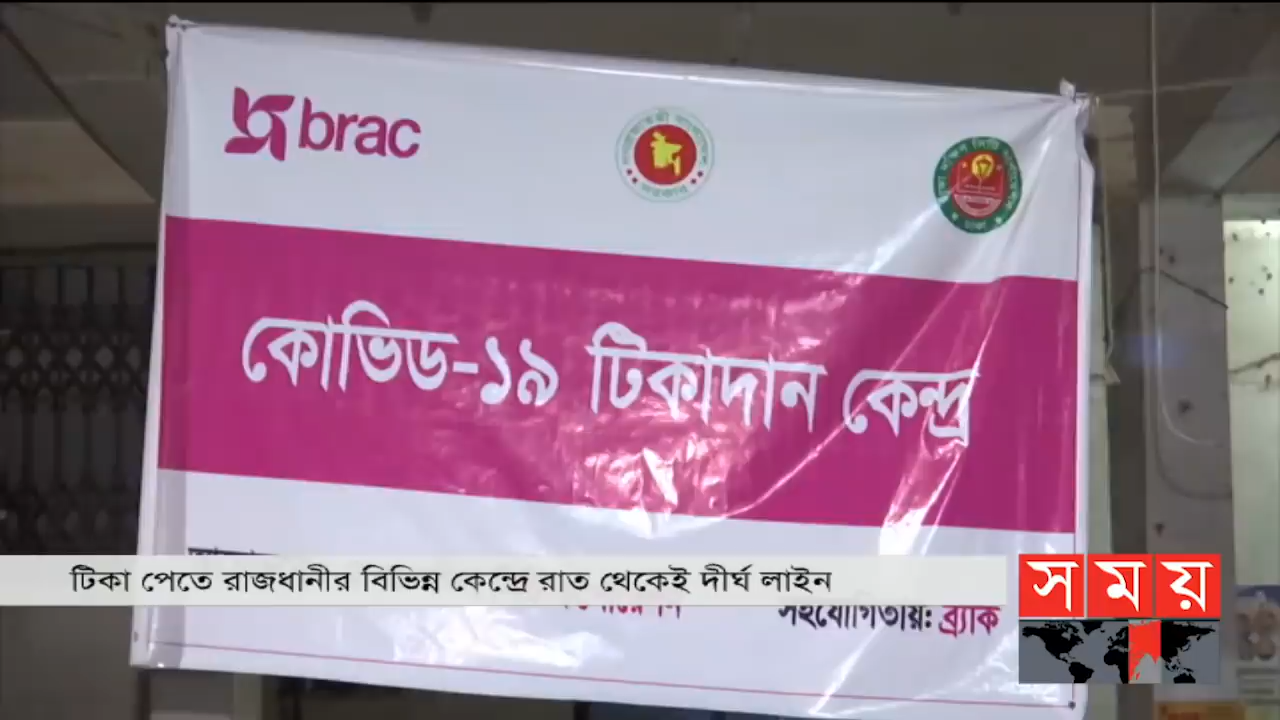 brac
কোভিড-১৯ টিকাদান কেন্দ্র
টিকা পেতে রাজধানীর বিভিন্ন কেন্দ্রে রাত থেকেই দীর্ঘ লাইন
সহযোগিতায়: ব্র্যাক
সময়